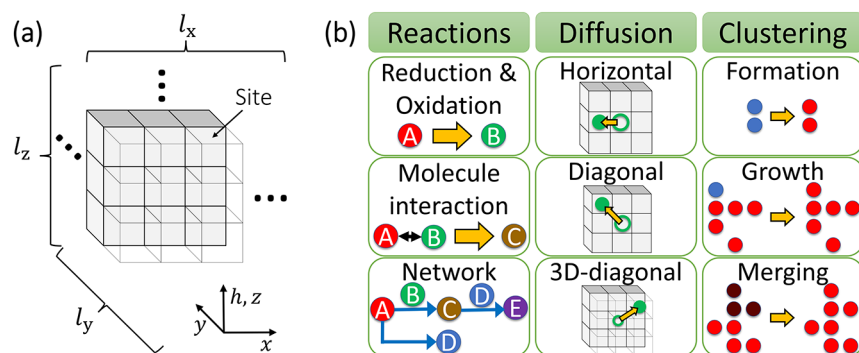 (a)
l_x
Site
l_z
l_y
h, z
y
x
(b)
Reactions
Diffusion
Clustering
Reduction &
Oxidation
A
B
Horizontal
Formation
Molecule
interaction
A
B
C
Diagonal
Growth
Network
A
B
C
D
E
D
3D-diagonal
Merging